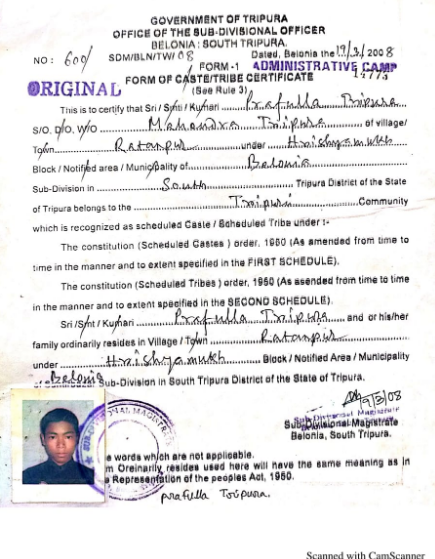 GOVERNMENT OF TRIPURA
OFFICE OF THE SUB-DIVISIONAL OFFICER
BELONIA : SOUTH TRIPURA.
NO : 600/ SDM/BLN/TW/08 Dated, Belonia the 19/3/2008
FORM-1 ADMINISTRATIVE CAMP
ORIGINAL FORM OF CASTE/TRIBE CERTIFICATE
(See Rule 3)
This is to certify that Sri / Smti / Kumari Prafulla Tripura
S/O, D/O, W/O Mahandra Tripura of village/
Town Ratanpur under Hrishyamukh
Block / Notified area / Municipality of Belonia
Sub-Division in South Tripura District of the State
of Tripura belongs to the Tripuri Community
which is recognized as scheduled Caste / Scheduled Tribe under :-
The constitution (Scheduled Castes ) order, 1950 (As amended from time to
time in the manner and to extent specified in the FIRST SCHEDULE).
The constitution (Scheduled Tribes ) order, 1950 (As asended from time to time
in the manner and to extent specified in the SECOND SCHEDULE).
Sri /Smt / Kumari Prafulla Tripura and or his/her
family ordinarily resides in Village / Town Ratanpur
under Hrishyamukh Block / Notified Area / Municipality
Belonia Sub-Division in South Tripura District of the State of Tripura.
19/3/08
Sub-Divisional Magistrate
Sub-Divisional Magistrate
Belonia, South Tripura.
SUB-DIVISIONAL MAGISTRATE
e words which are not applicable.
m Oreinarily resides used here will have the same meaning as in
e Representation of the peoples Act, 1950.
prafulla Tripura.
Scanned with CamScanner